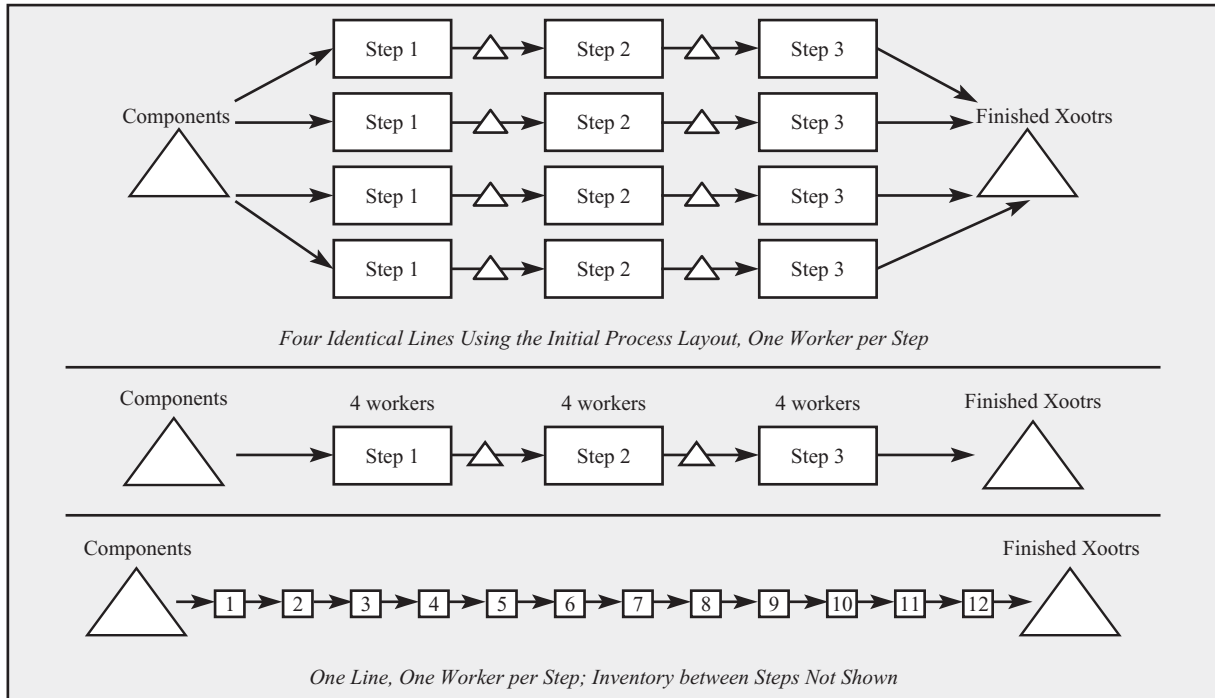 Step 1 Step 2 Step 3
Components Finished Xootrs
Step 1 Step 2 Step 3
Step 1 Step 2 Step 3
Step 1 Step 2 Step 3
Four Identical Lines Using the Initial Process Layout, One Worker per Step
Components 4 workers 4 workers 4 workers Finished Xootrs
Step 1 Step 2 Step 3
Components Finished Xootrs
1 2 3 4 5 6 7 8 9 10 11 12
One Line, One Worker per Step; Inventory between Steps Not Shown